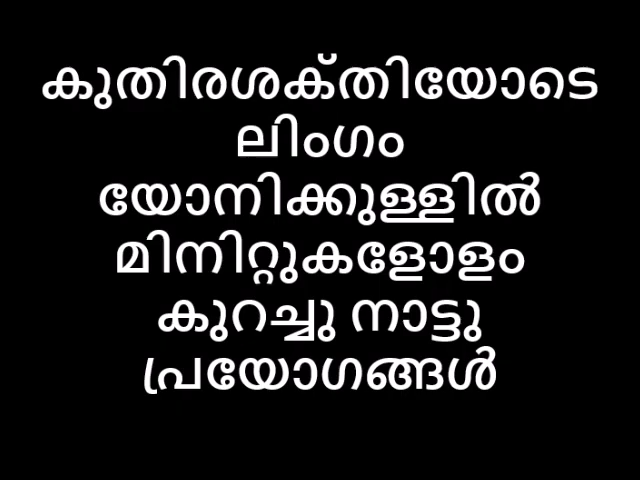 കുതിരശക്തിയോടെ
ലിംഗം
യോനിക്കുള്ളിൽ
മിനിറ്റുകളോളം
കുറച്ചു നാട്ടു
പ്രയോഗങ്ങൾ